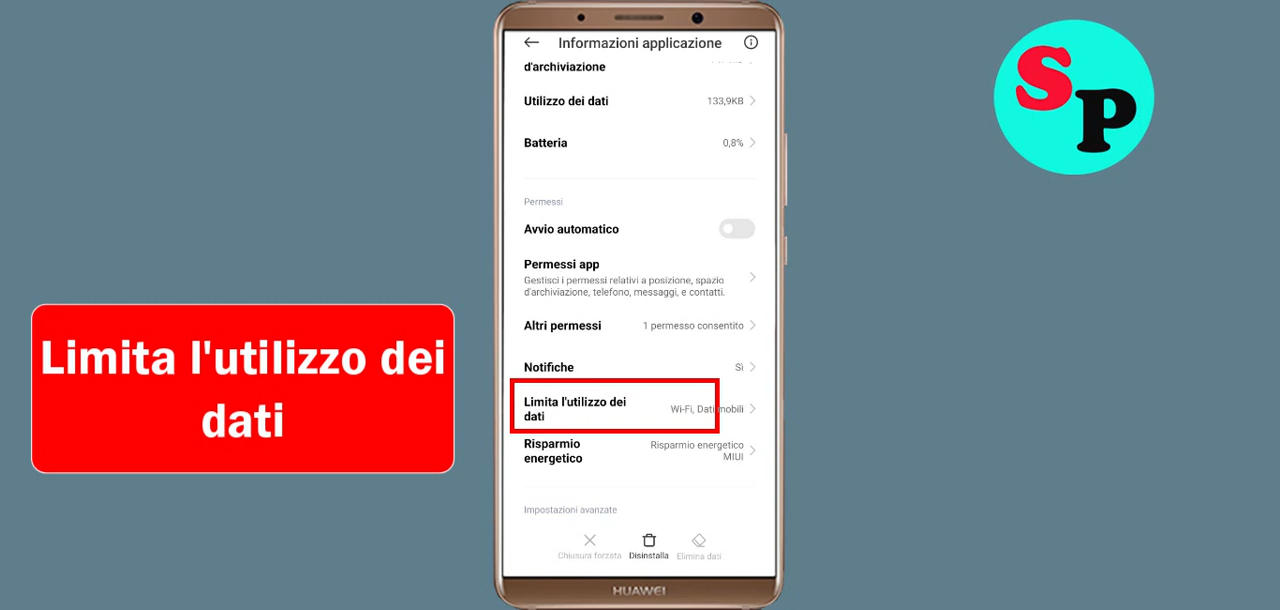 Informazioni applicazione
d'archiviazione
Utilizzo dei dati 133,9KB
Batteria 0,8%
Permessi
Avvio automatico
Permessi app
Gestisci i permessi relativi a posizione, spazio
d'archiviazione, telefono, messaggi, e contatti.
Altri permessi 1 permesso consentito
Notifiche Sì
Limita l'utilizzo dei
dati Wi-Fi, Dati mobili
Risparmio
energetico
Risparmio energetico
MIUI
Impostazioni avanzate
Chiusura forzata Disinstalla Elimina dati
HUAWEI
Limita l'utilizzo dei
dati
SP